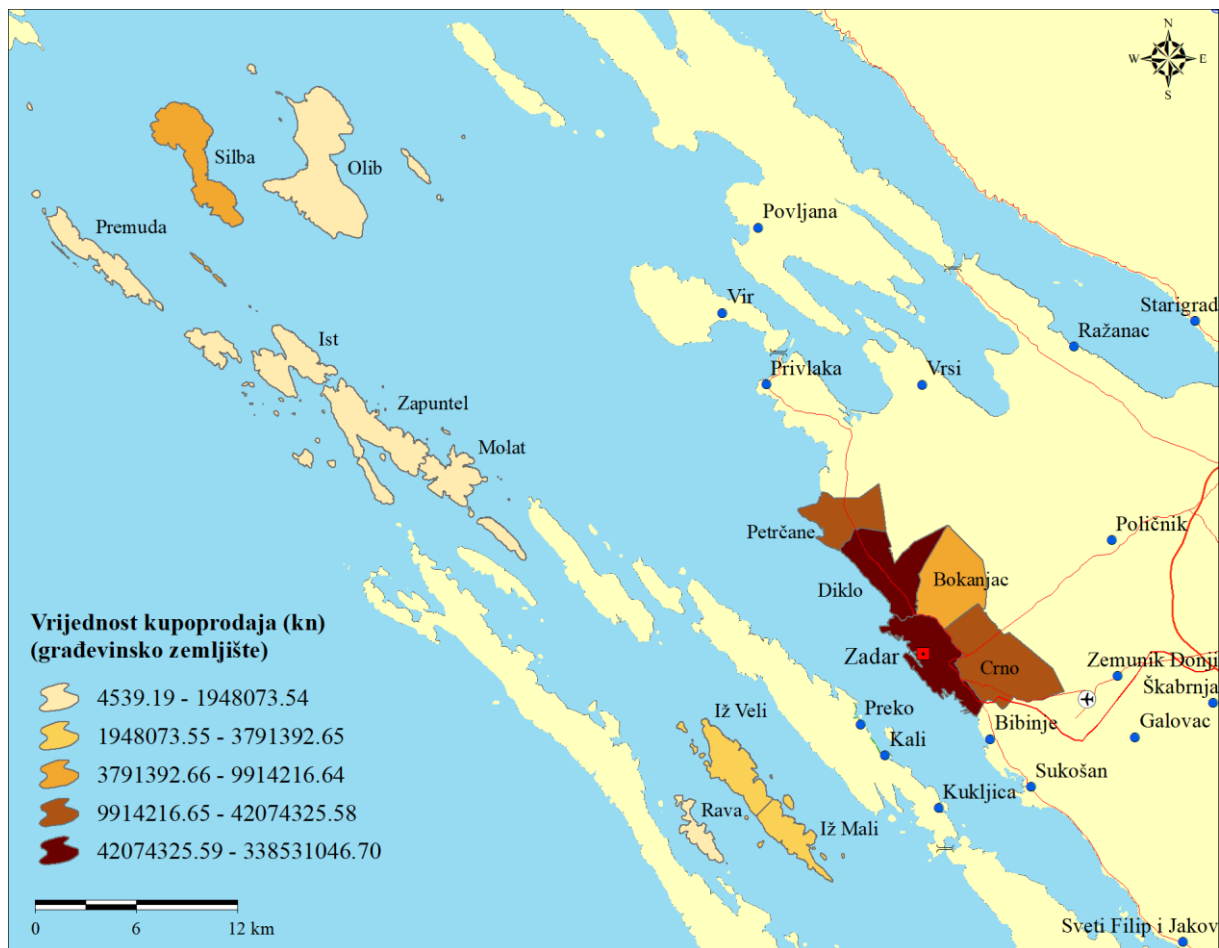 N
W E
S
Silba
Olib
Premuda
Povljana
Vir
Starigrad
Ist
Ražanac
Privlaka
Vrsi
Zapuntel
Molat
Petrčane
Poličnik
Diklo
Bokanjac
Vrijednost kupoprodaja (kn)
(građevinsko zemljište)
4539.19 - 1948073.54
1948073.55 - 3791392.65
3791392.66 - 9914216.64
9914216.65 - 42074325.58
42074325.59 - 338531046.70
0 6 12 km
Zadar
Crno
Zemunik Donji
Škabrnja
Iž Veli
Preko
Bibinje
Galovac
Kali
Sukošan
Kukljica
Rava
Iž Mali
Sveti Filip i Jakov